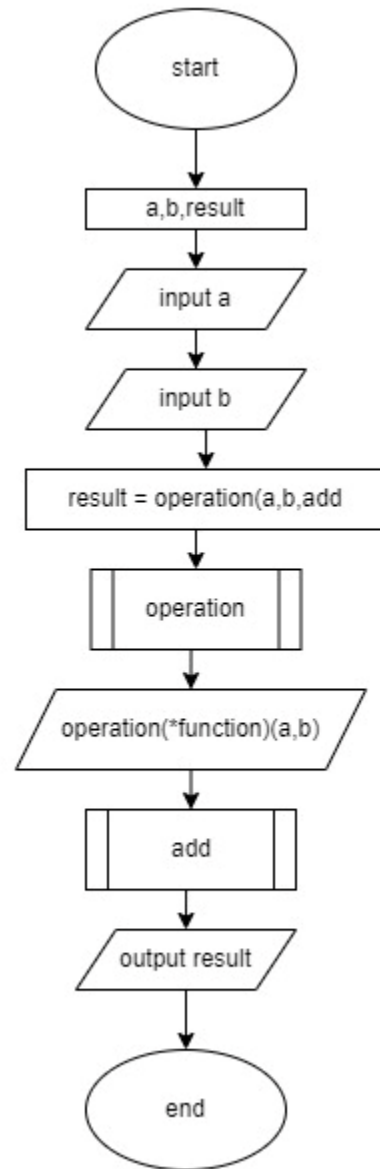 start
a,b,result
input a
input b
result = operation(a,b,add
operation
operation(*function)(a,b)
add
output result
end